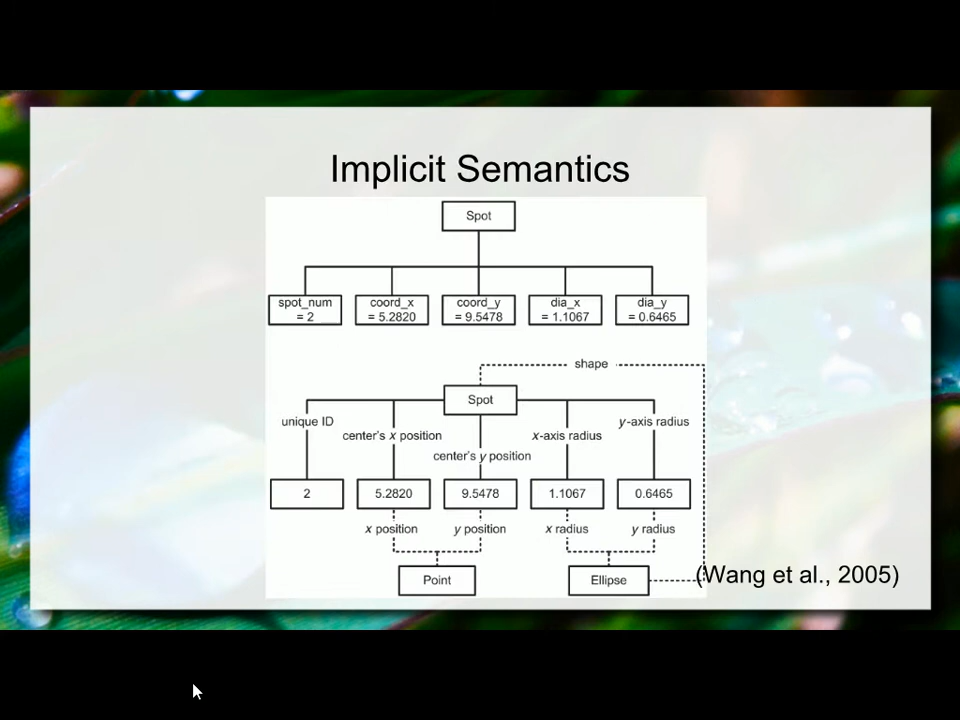 Implicit Semantics
Spot
spot_num
= 2
coord_x
= 5.2820
coord_y
= 9.5478
dia_x
= 1.1067
dia_y
= 0.6465
shape
Spot
unique ID
center's x position
center's y position
x-axis radius
y-axis radius
2
5.2820
9.5478
1.1067
0.6465
x position
y position
x radius
y radius
Point
Ellipse
(Wang et al., 2005)